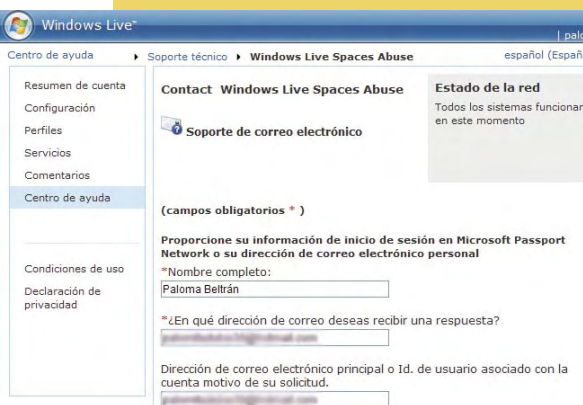 Windows Live™
| palo
Centro de ayuda
Soporte técnico
Windows Live Spaces Abuse
español (Españ
Resumen de cuenta
Configuración
Perfiles
Servicios
Comentarios
Centro de ayuda
Condiciones de uso
Declaración de
privacidad
Contact Windows Live Spaces Abuse
Soporte de correo electrónico
Estado de la red
Todos los sistemas funcionan
en este momento
(campos obligatorios * )
Proporcione su información de inicio de sesión en Microsoft Passport
Network o su dirección de correo electrónico personal
*Nombre completo:
Paloma Beltrán
*¿En qué dirección de correo deseas recibir una respuesta?
Dirección de correo electrónico principal o Id. de usuario asociado con la
cuenta motivo de su solicitud.